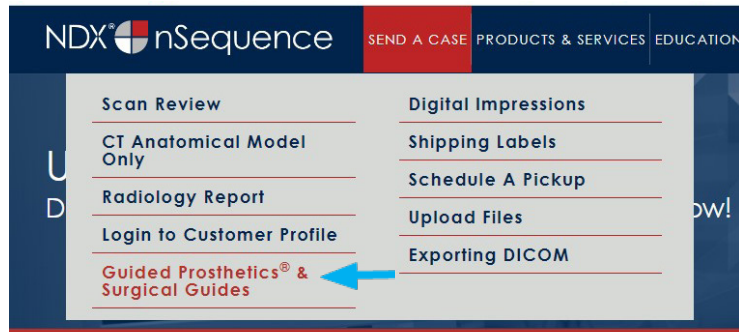 NDX® nSequence
SEND A CASE PRODUCTS & SERVICES EDUCATION
Scan Review
CT Anatomical Model
Only
Radiology Report
Login to Customer Profile
Guided Prosthetics® &
Surgical Guides
Digital Impressions
Shipping Labels
Schedule A Pickup
Upload Files
Exporting DICOM
U
D
ow!